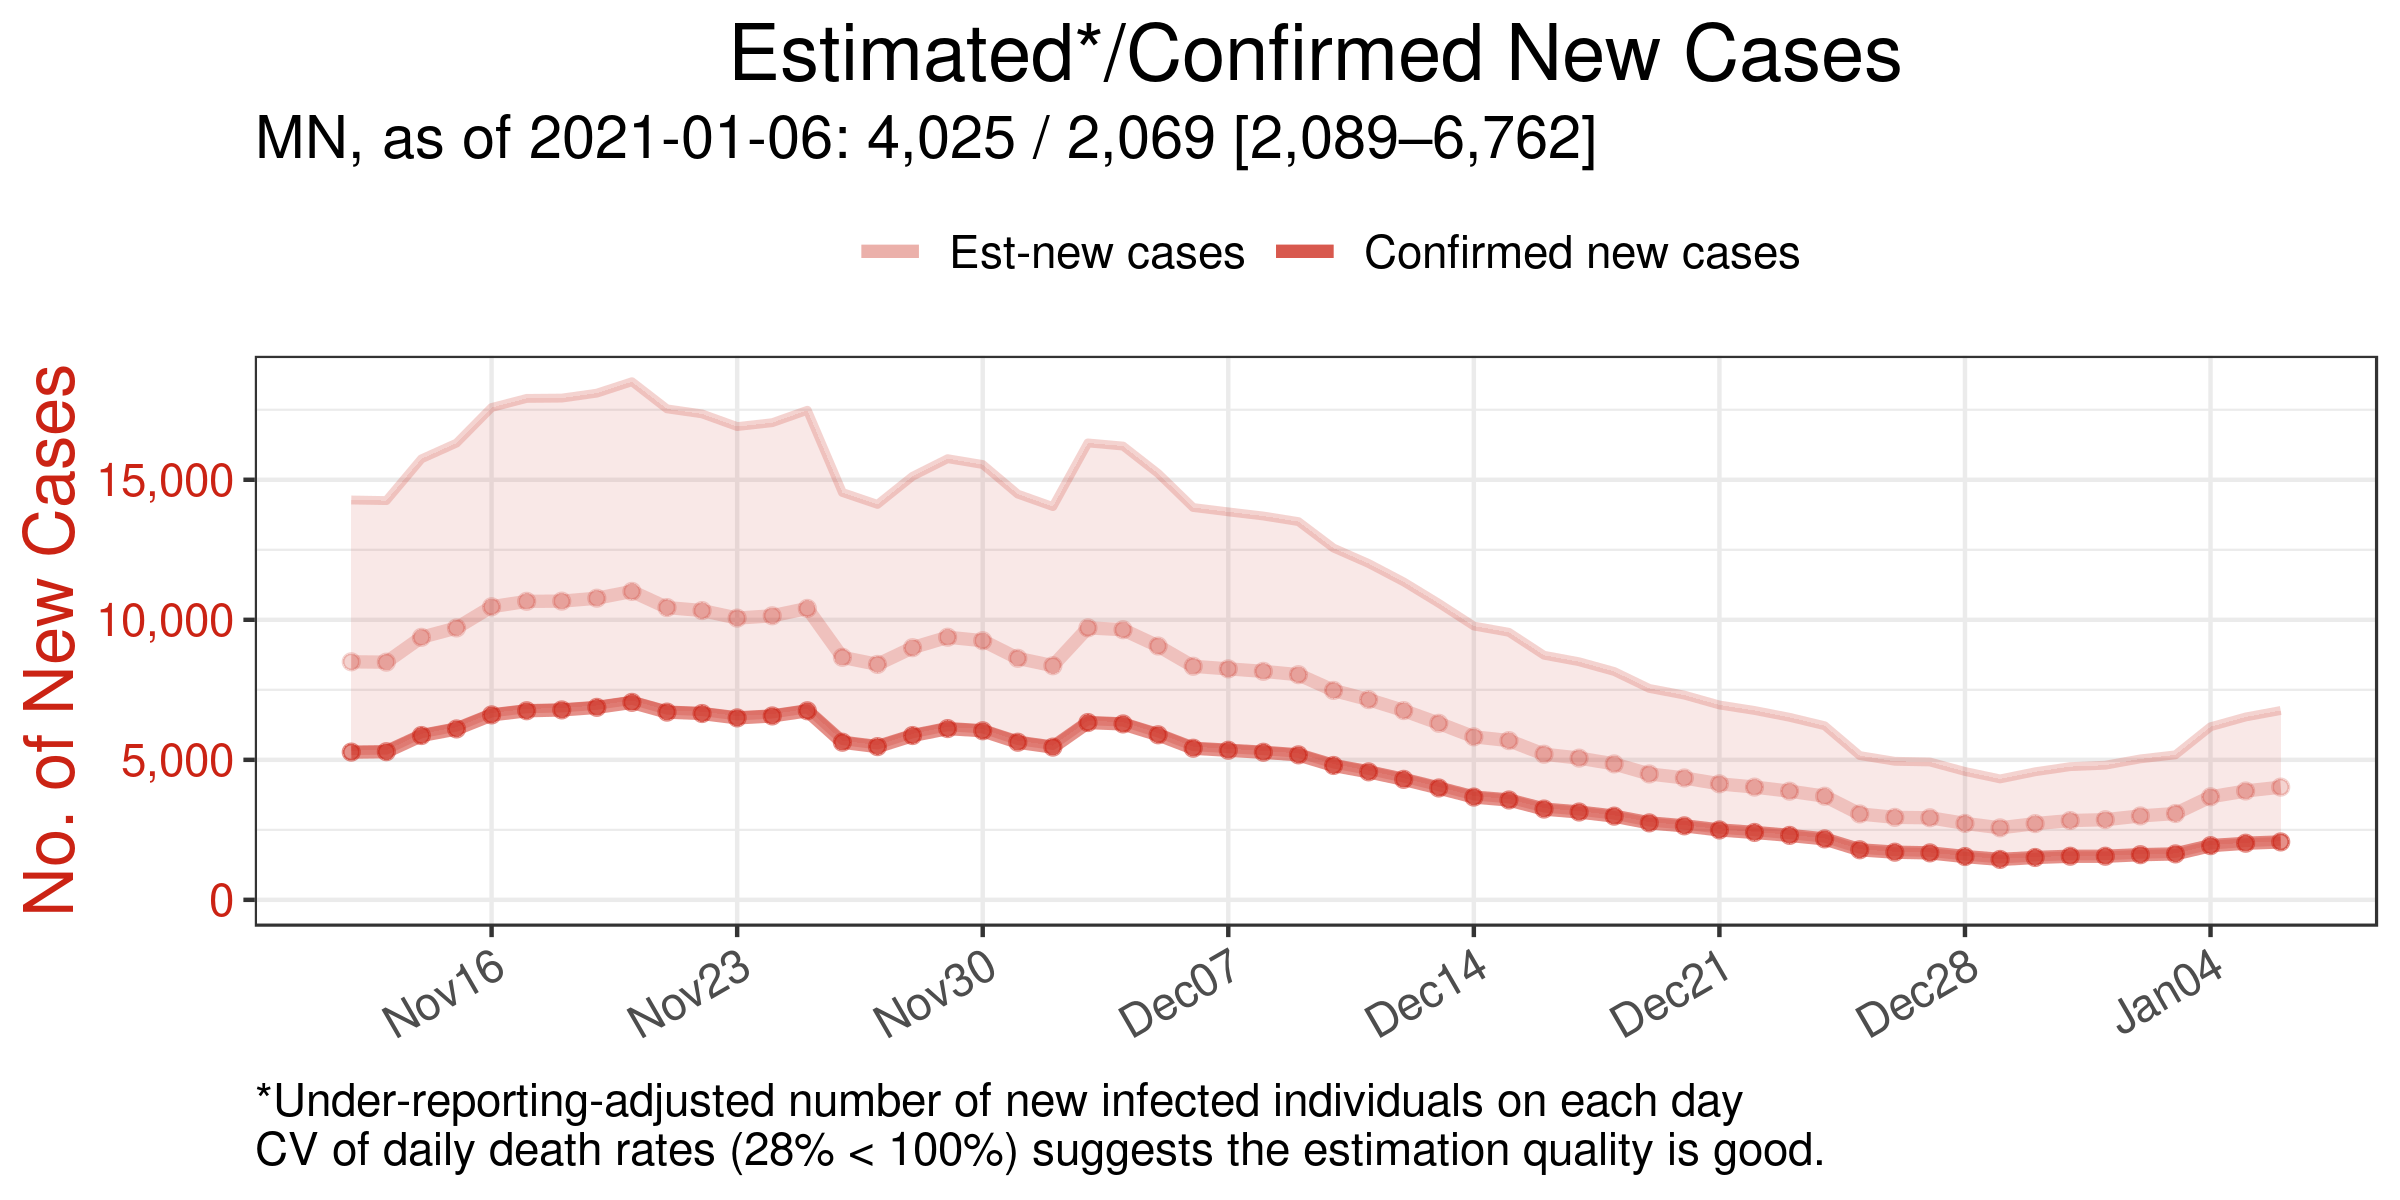 Estimated*/Confirmed New Cases
MN, as of 2021-01-06: 4,025 / 2,069 [2,089–6,762]
Est-new cases Confirmed new cases
No. of New Cases
15,000
10,000
5,000
0
Nov16 Nov23 Nov30 Dec07 Dec14 Dec21 Dec28 Jan04
*Under-reporting-adjusted number of new infected individuals on each day
CV of daily death rates (28% < 100%) suggests the estimation quality is good.